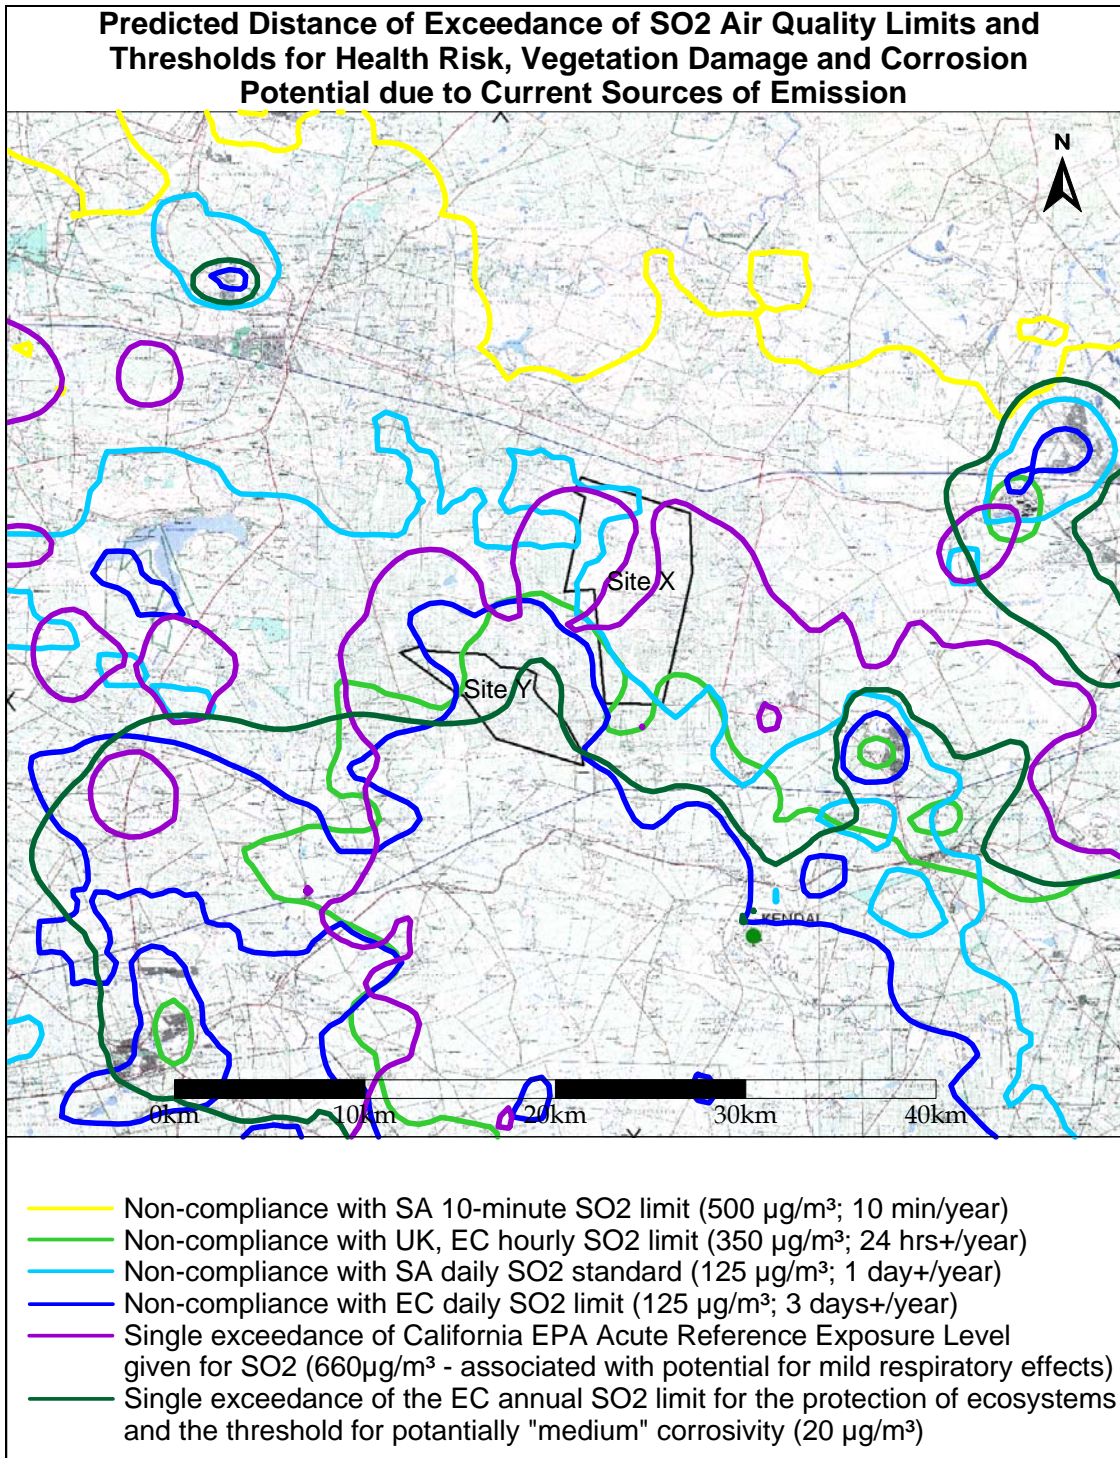 Predicted Distance of Exceedance of SO2 Air Quality Limits and
Thresholds for Health Risk, Vegetation Damage and Corrosion
Potential due to Current Sources of Emission
N
Site X
Site Y
KENDAL
0km 10km 20km 30km 40km
Non-compliance with SA 10-minute SO2 limit (500 µg/m³; 10 min/year)
Non-compliance with UK, EC hourly SO2 limit (350 µg/m³; 24 hrs+/year)
Non-compliance with SA daily SO2 standard (125 µg/m³; 1 day+/year)
Non-compliance with EC daily SO2 limit (125 µg/m³; 3 days+/year)
Single exceedance of California EPA Acute Reference Exposure Level
given for SO2 (660µg/m³ - associated with potential for mild respiratory effects)
Single exceedance of the EC annual SO2 limit for the protection of ecosystems
and the threshold for potentially "medium" corrosivity (20 µg/m³)